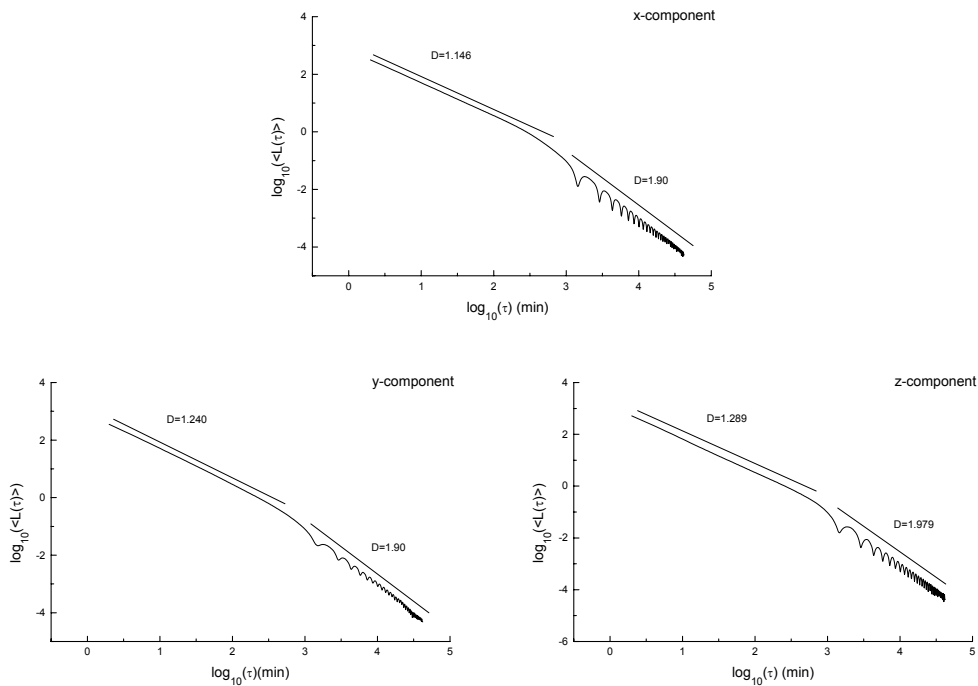 x-component
4
2
0
-2
-4
D=1.146
D=1.90
log10(<L(τ)>)
0 1 2 3 4 5
log10(τ) (min)
y-component
4
2
0
-2
-4
D=1.240
D=1.90
log10(<L(τ)>)
0 1 2 3 4 5
log10(τ)(min)
z-component
4
2
0
-2
-4
-6
D=1.289
D=1.979
log10(<L(τ)>)
0 1 2 3 4 5
log10(τ) (min)